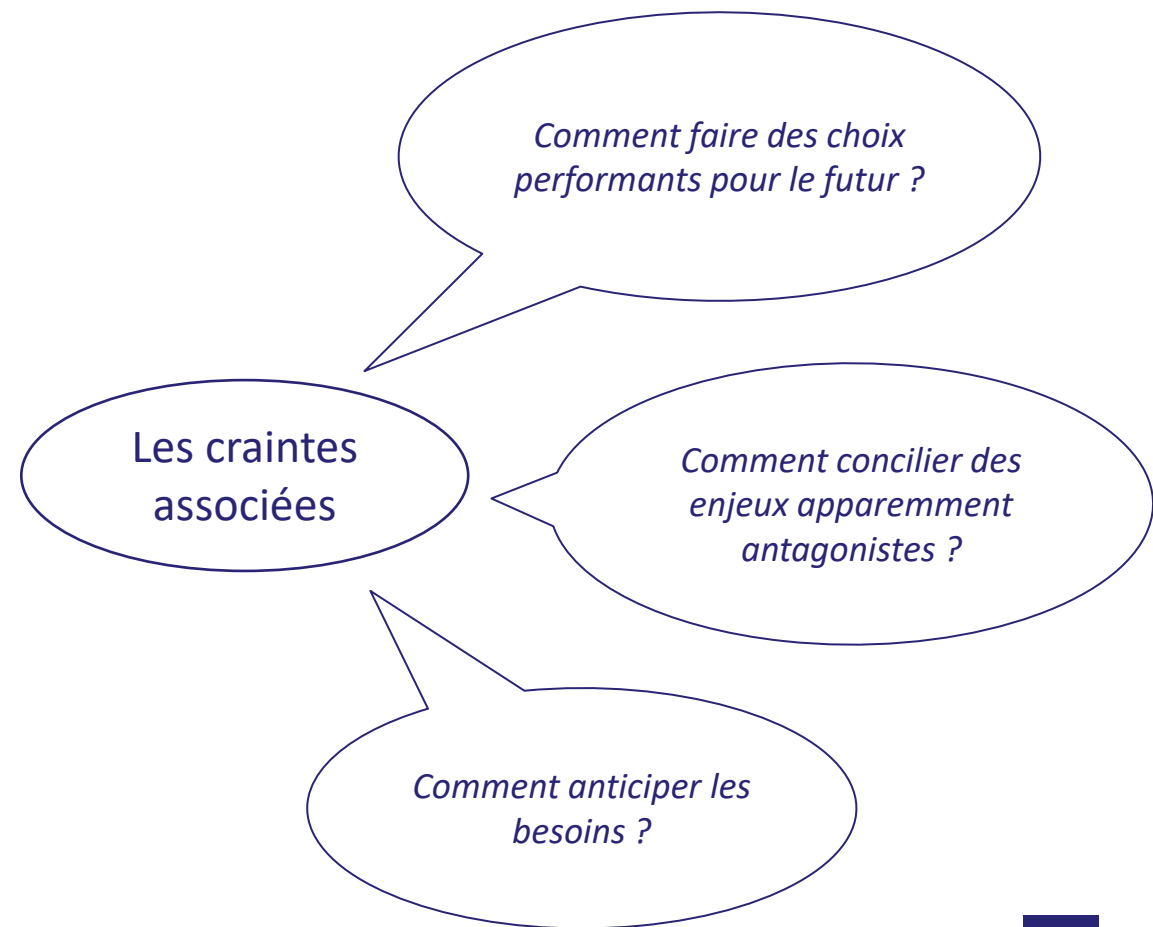 Comment faire des choix
performants pour le futur ?
Les craintes
associées
Comment concilier des
enjeux apparemment
antagonistes ?
Comment anticiper les
besoins ?